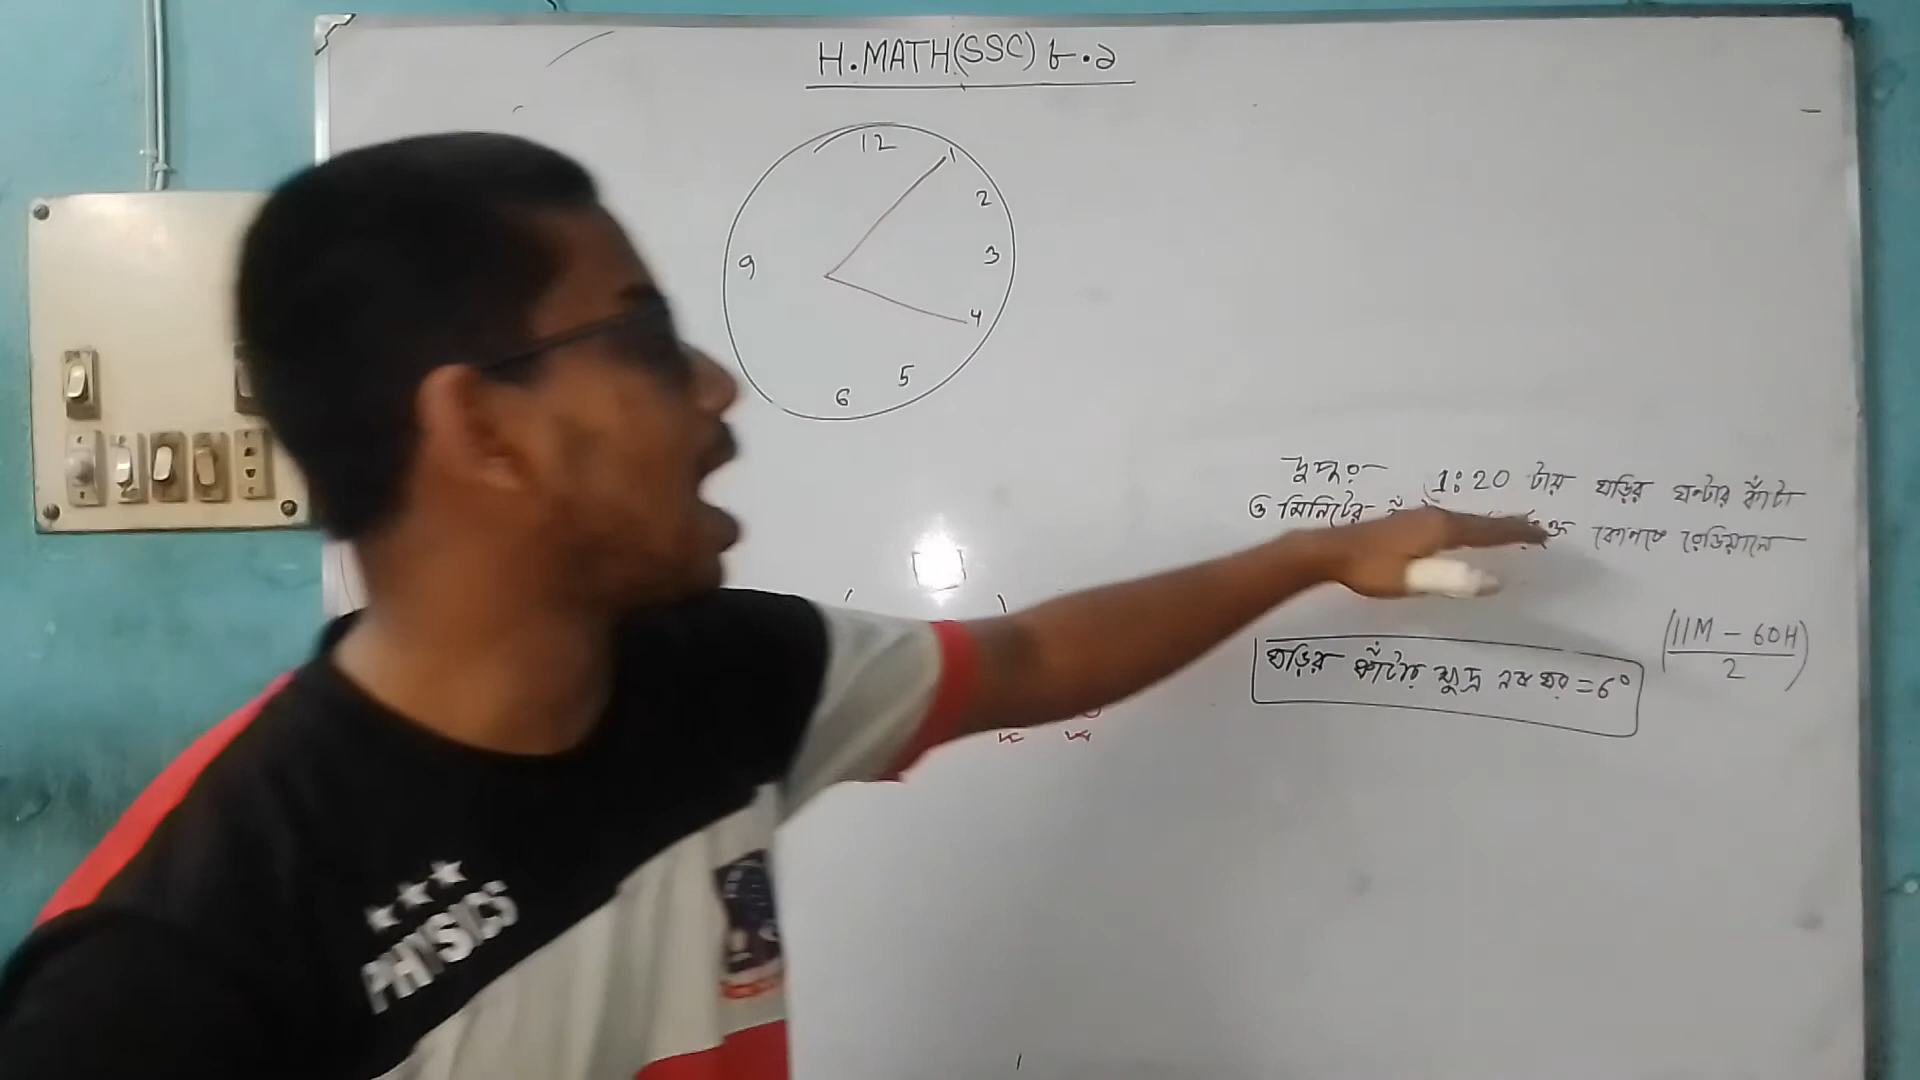 H.MATH(SSC) ৮.১
12
1
2
3
4
5
6
9
দুপুর 1:20 টায় ঘড়ির ঘন্টার কাঁটা
ও মিনিটের কোণকে রেডিয়ানে
(11M - 60H / 2)
ঘড়ির কাঁটার ক্ষুদ্র ঘর = 6°
PHYSICS